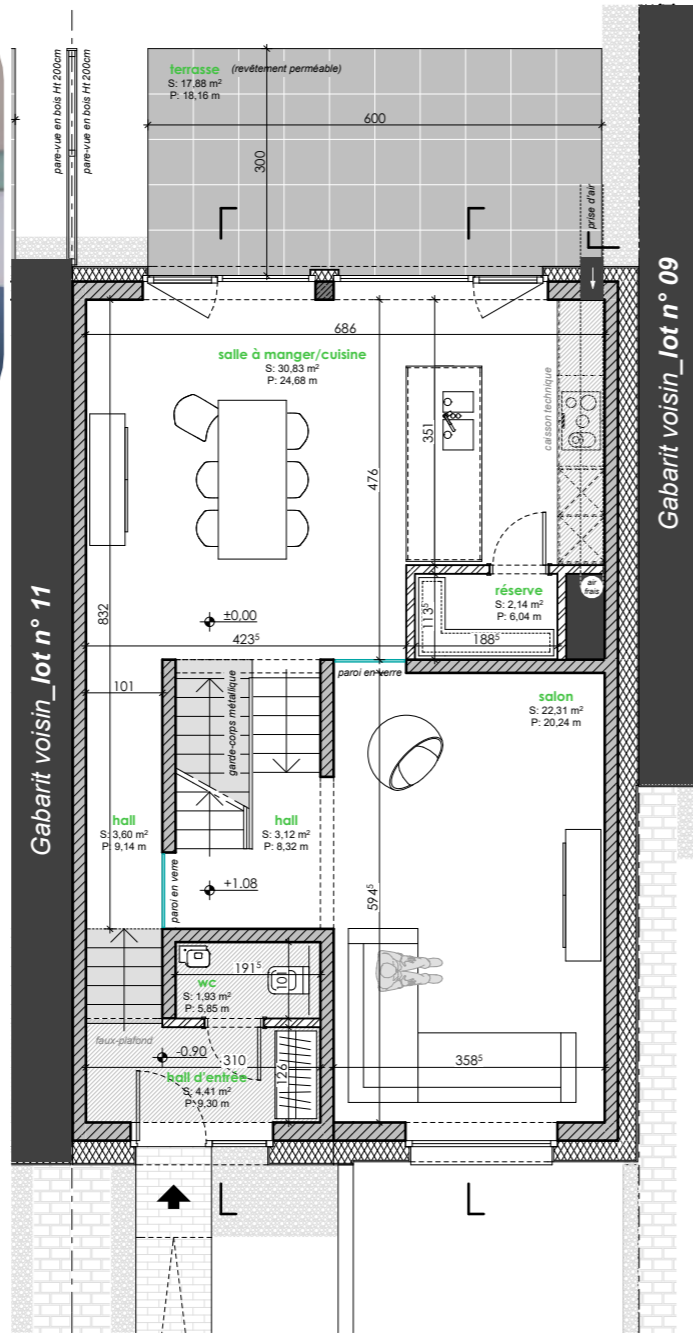 pare-vue en bois Ht 200cm
pare-vue en bois Ht 200cm
terrasse (revêtement perméable)
S: 17,88 m²
P: 18,16 m
600
300
prise d'air
Gabarit voisin_lot n° 09
686
salle à manger/cuisine
S: 30,83 m²
P: 24,68 m
351
476
caisson technique
832
±0,00
423⁵
réserve
S: 2,14 m²
P: 6,04 m
113⁵
188⁵
air
frais
Gabarit voisin_lot n° 11
101
garde-corps métallique
paroi en verre
salon
S: 22,31 m²
P: 20,24 m
hall
S: 3,60 m²
P: 9,14 m
hall
S: 3,12 m²
P: 8,32 m
paroi en verre
+1.08
594⁵
191⁵
101
wc
S: 1,93 m²
P: 5,85 m
faux-plafond
-0.90
310
126
358⁵
hall d'entrée
S: 4,41 m²
P: 9,30 m